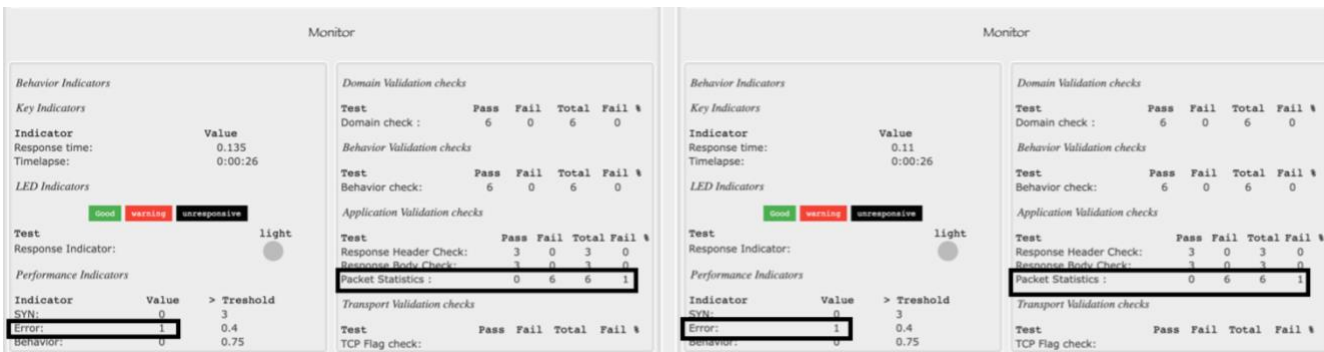 Monitor
Behavior Indicators
Key Indicators
Indicator Value
Response time: 0.135
Timelapse: 0:00:26
LED Indicators
Good warning unresponsive
Test light
Response Indicator:
Performance Indicators
Indicator Value > Treshold
SYN: 0 3
Error: 1 0.4
Behavior: 0 0.75
Domain Validation checks
Test Pass Fail Total Fail %
Domain check : 6 0 6 0
Behavior Validation checks
Test Pass Fail Total Fail %
Behavior check: 6 0 6 0
Application Validation checks
Test Pass Fail Total Fail %
Response Header Check: 3 0 3 0
Response Body Check: 3 0 3 0
Packet Statistics : 0 6 6 1
Transport Validation checks
Test Pass Fail Total Fail %
TCP Flag check:
Monitor
Behavior Indicators
Key Indicators
Indicator Value
Response time: 0.11
Timelapse: 0:00:26
LED Indicators
Good warning unresponsive
Test light
Response Indicator:
Performance Indicators
Indicator Value > Treshold
SYN: 0 3
Error: 1 0.4
Behavior: 0 0.75
Domain Validation checks
Test Pass Fail Total Fail %
Domain check : 6 0 6 0
Behavior Validation checks
Test Pass Fail Total Fail %
Behavior check: 6 0 6 0
Application Validation checks
Test Pass Fail Total Fail %
Response Header Check: 3 0 3 0
Response Body Check: 3 0 3 0
Packet Statistics : 0 6 6 1
Transport Validation checks
Test Pass Fail Total Fail %
TCP Flag check: